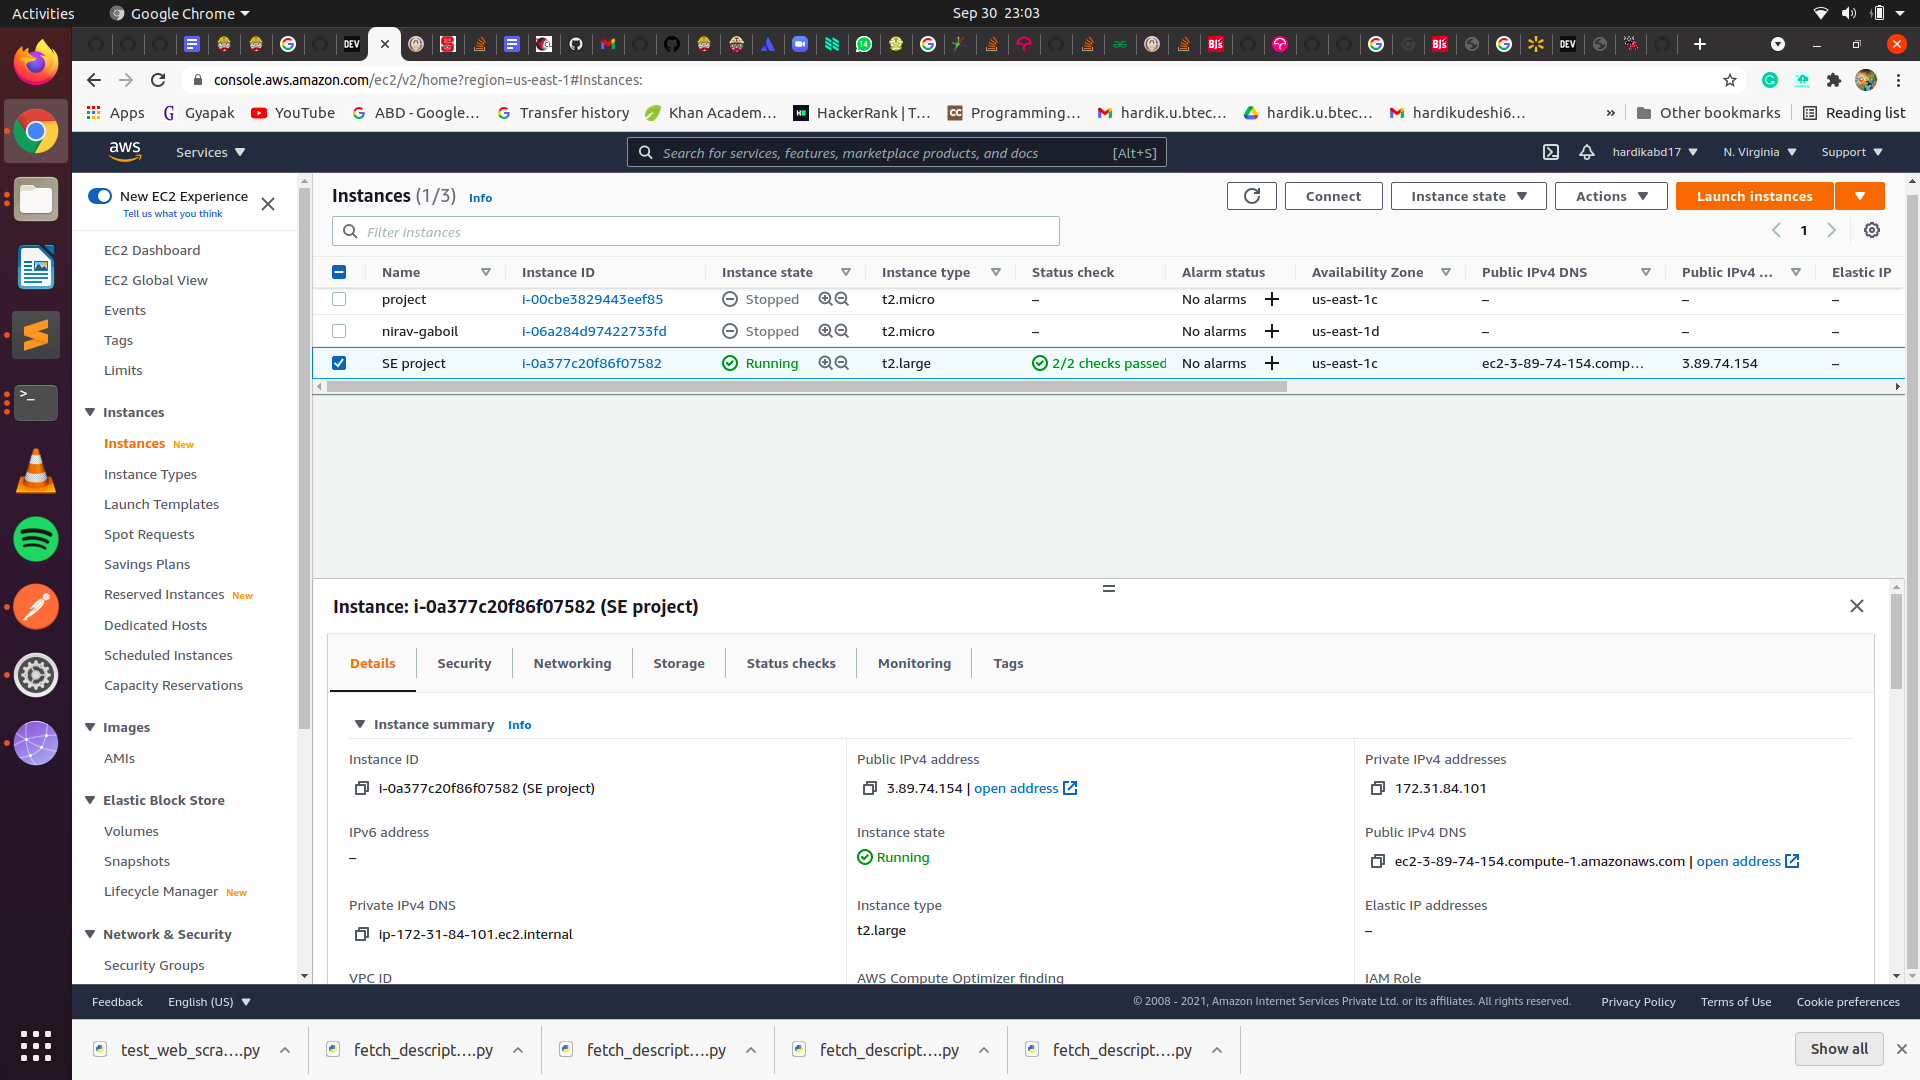 Activities
Google Chrome
Sep 30 23:03
DEV
BJS
14
BJS
DEV
console.aws.amazon.com/ec2/v2/home?region=us-east-1#Instances:
Apps
Gyapak
YouTube
ABD - Google...
Transfer history
Khan Academ...
HackerRank | T...
Programming...
hardik.u.btec...
hardik.u.btec...
hardikudeshi6...
»
Other bookmarks
Reading list
aws
Services
Search for services, features, marketplace products, and docs
[Alt+S]
hardikabd17
N. Virginia
Support
New EC2 Experience
Tell us what you think
EC2 Dashboard
EC2 Global View
Events
Tags
Limits
Instances
Instances New
Instance Types
Launch Templates
Spot Requests
Savings Plans
Reserved Instances New
Dedicated Hosts
Scheduled Instances
Capacity Reservations
Images
AMIs
Elastic Block Store
Volumes
Snapshots
Lifecycle Manager New
Network & Security
Security Groups
Instances (1/3) Info
Connect
Instance state
Actions
Launch instances
Filter instances
1
Name Instance ID Instance state Instance type Status check Alarm status Availability Zone Public IPv4 DNS Public IPv4 ... Elastic IP
project i-00cbe3829443eef85 Stopped t2.micro – No alarms + us-east-1c – – –
nirav-gaboil i-06a284d97422733fd Stopped t2.micro – No alarms + us-east-1d – – –
SE project i-0a377c20f86f07582 Running t2.large 2/2 checks passed No alarms + us-east-1c ec2-3-89-74-154.comp... 3.89.74.154 –
Instance: i-0a377c20f86f07582 (SE project)
Details
Security
Networking
Storage
Status checks
Monitoring
Tags
Instance summary Info
Instance ID
i-0a377c20f86f07582 (SE project)
Public IPv4 address
3.89.74.154 | open address
Private IPv4 addresses
172.31.84.101
IPv6 address
–
Instance state
Running
Public IPv4 DNS
ec2-3-89-74-154.compute-1.amazonaws.com | open address
Private IPv4 DNS
ip-172-31-84-101.ec2.internal
Instance type
t2.large
Elastic IP addresses
–
VPC ID
AWS Compute Optimizer finding
IAM Role
Feedback
English (US)
© 2008 - 2021, Amazon Internet Services Private Ltd. or its affiliates. All rights reserved.
Privacy Policy
Terms of Use
Cookie preferences
test_web_scra....py
fetch_descript....py
fetch_descript....py
fetch_descript....py
fetch_descript....py
Show all